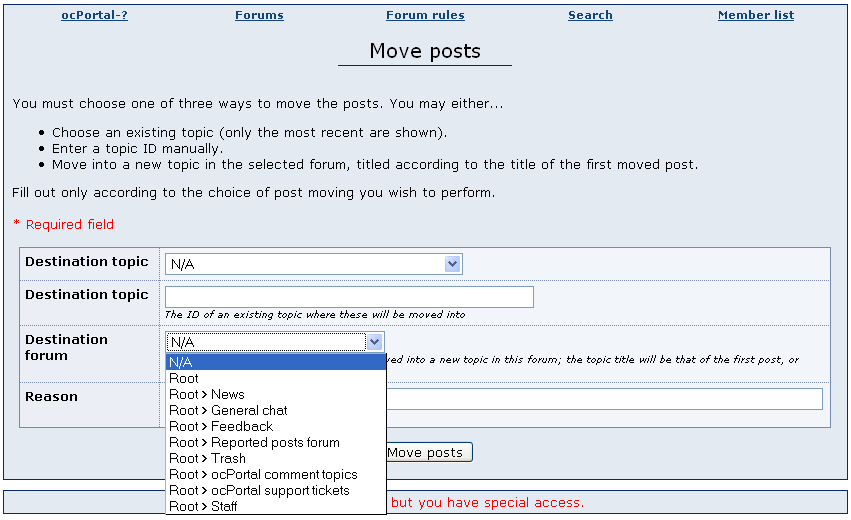 ocPortal-? Forums Forum rules Search Member list
Move posts
You must choose one of three ways to move the posts. You may either...
Choose an existing topic (only the most recent are shown).
Enter a topic ID manually.
Move into a new topic in the selected forum, titled according to the title of the first moved post.
Fill out only according to the choice of post moving you wish to perform.
* Required field
Destination topic N/A
Destination topic
The ID of an existing topic where these will be moved into
Destination forum N/A
into a new topic in this forum; the topic title will be that of the first post, or
Reason
N/A
Root
Root > News
Root > General chat
Root > Feedback
Root > Reported posts forum
Root > Trash
Root > ocPortal comment topics
Root > ocPortal support tickets
Root > Staff
Move posts
but you have special access.